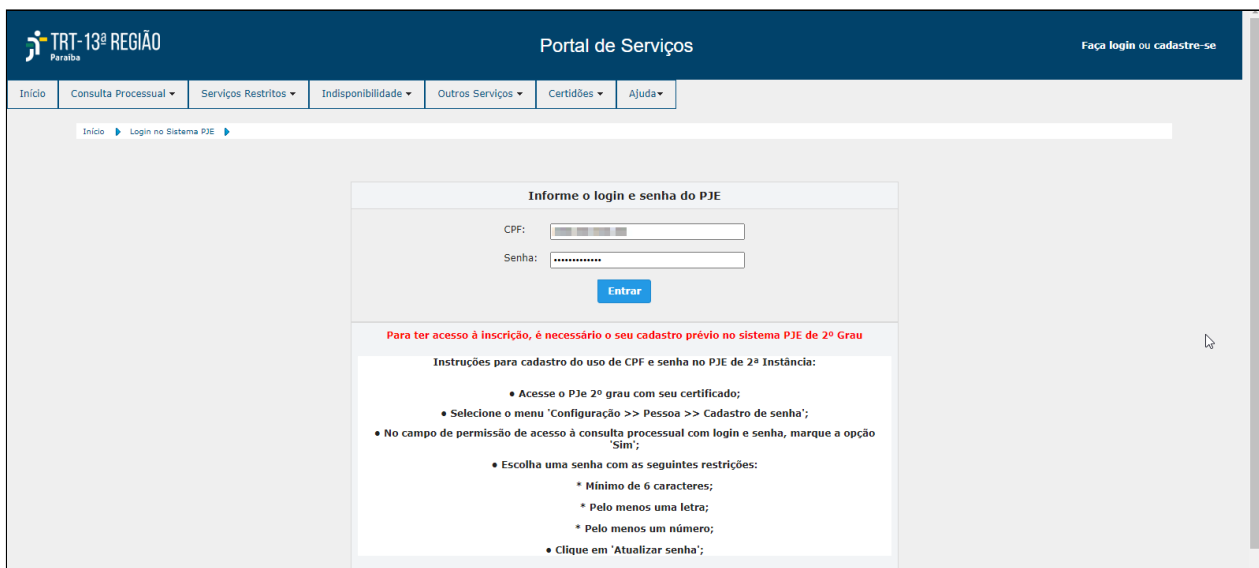 TRT-13ª REGIÃO
Paraíba
Portal de Serviços
Faça login ou cadastre-se
Início
Consulta Processual
Serviços Restritos
Indisponibilidade
Outros Serviços
Certidões
Ajuda
Início Login no Sistema PJE
Informe o login e senha do PJE
CPF:
Senha:
Entrar
Para ter acesso à inscrição, é necessário o seu cadastro prévio no sistema PJE de 2º Grau
Instruções para cadastro do uso de CPF e senha no PJE de 2ª Instância:
● Acesse o PJe 2º grau com seu certificado;
● Selecione o menu 'Configuração >> Pessoa >> Cadastro de senha';
● No campo de permissão de acesso à consulta processual com login e senha, marque a opção
'Sim';
● Escolha uma senha com as seguintes restrições:
* Mínimo de 6 caracteres;
* Pelo menos uma letra;
* Pelo menos um número;
● Clique em 'Atualizar senha';